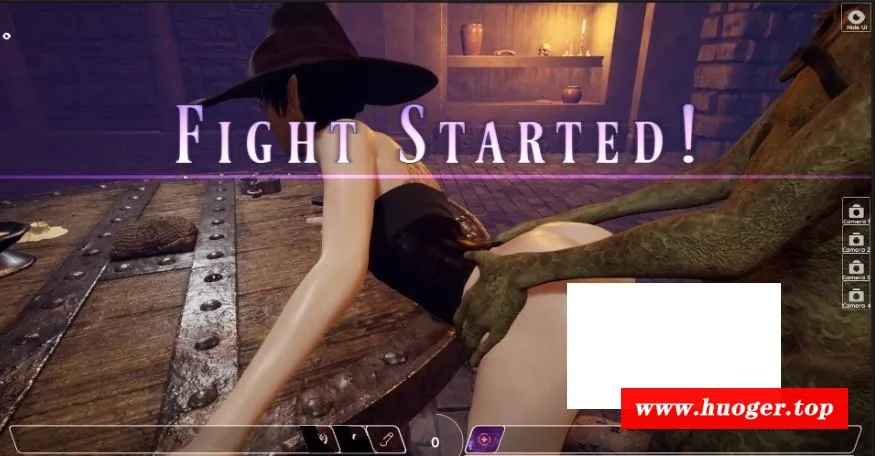 Hide UI
FIGHT STARTED!
Camera 1
Camera 2
Camera 3
Camera 4
www.huoger.top
0